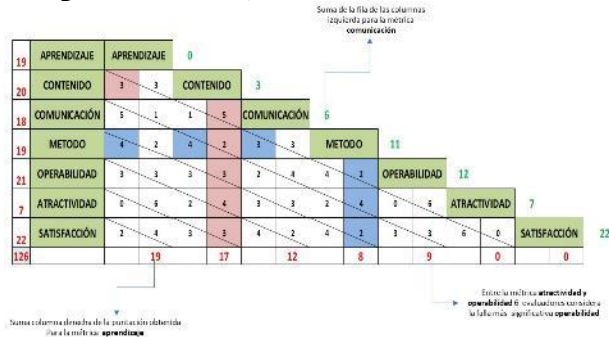 Suma de la fila de las columnas
izquierda para la métrica
comunicación
19 APRENDIZAJE APRENDIZAJE 0
20 CONTENIDO 3 3 CONTENIDO 3
18 COMUNICACIÓN 5 1 1 5 COMUNICACIÓN 6
19 METODO 4 2 4 2 3 3 METODO 11
21 OPERABILIDAD 3 3 3 3 2 4 4 2 OPERABILIDAD 12
7 ATRACTIVIDAD 0 6 2 4 3 3 2 4 0 6 ATRACTIVIDAD 7
22 SATISFACCIÓN 2 4 3 3 4 2 4 2 3 3 6 0 SATISFACCIÓN 22
126 19 17 12 8 9 0 0
Entre la métrica atractividad y
operabilidad 6 evaluadores considera
la falla más significativa operabilidad
Suma columna derecha de la puntación obtenida
Para la métrica aprendizaje